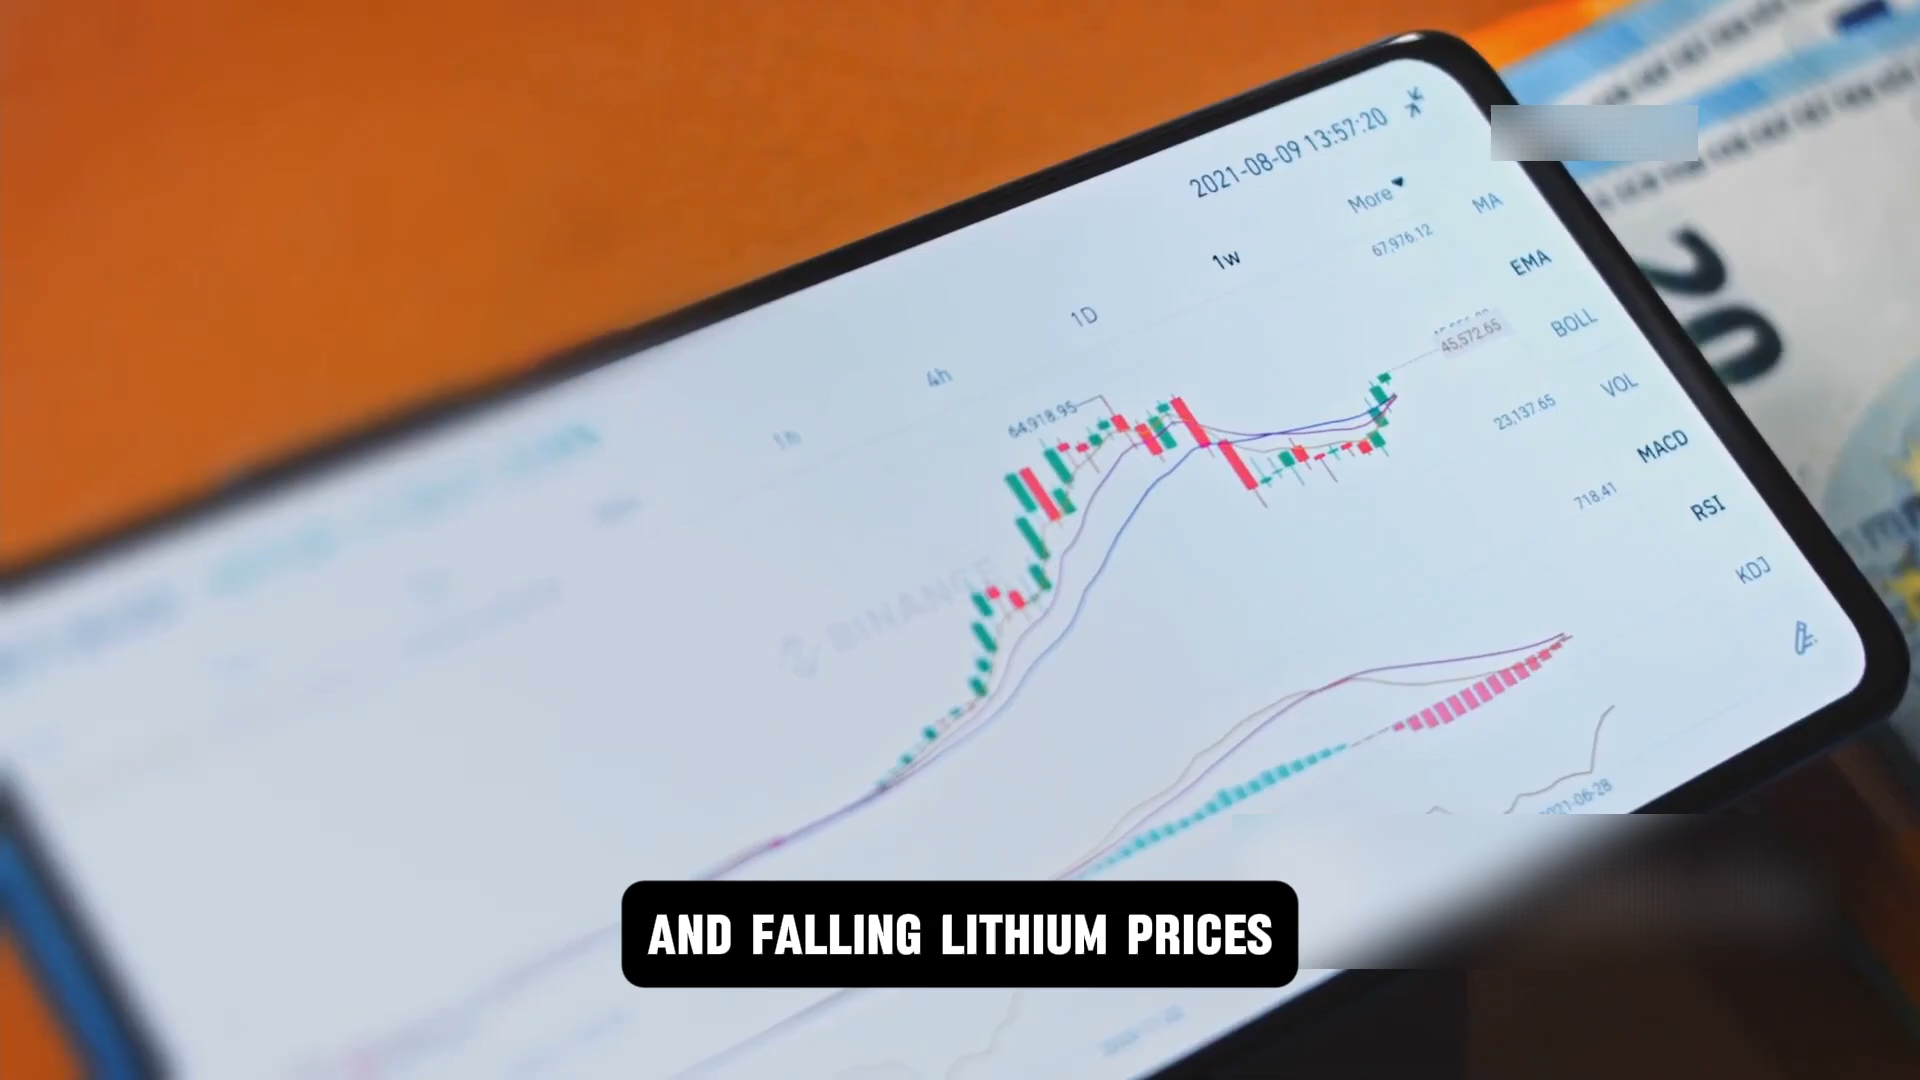 2021-08-09 13:57:20
More
MA
67,976.12
1w
EMA
1D
45,572.65
BOLL
4h
VOL
64,918.95
23,137.65
1h
MACD
718.41
RSI
KDJ
BINANCE
2021-06-28
20
AND FALLING LITHIUM PRICES